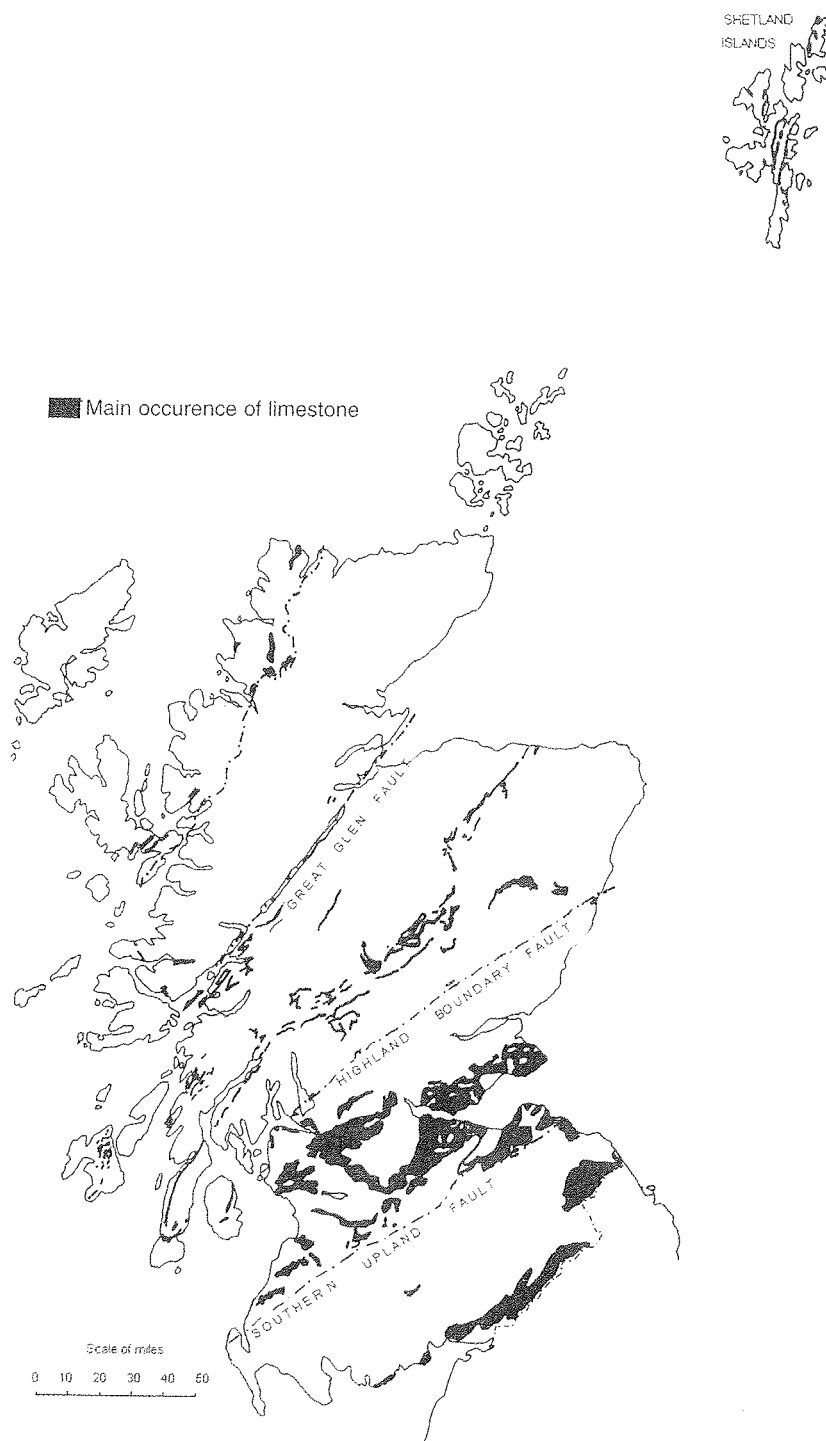 SHETLAND
ISLANDS
Main occurence of limestone
GREAT GLEN FAULT
HIGHLAND BOUNDARY FAULT
SOUTHERN UPLAND FAULT
Scale of miles
0 10 20 30 40 50